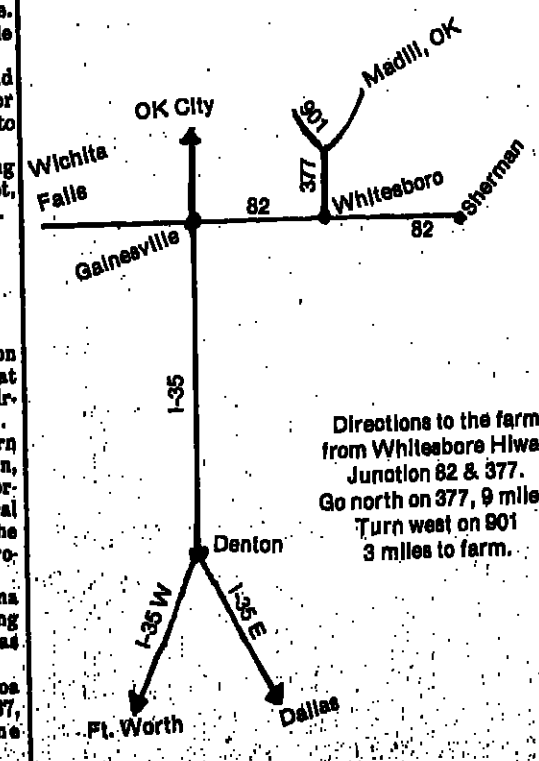 OK City
901
Madill, OK
377
Wichita
Falls
82
Whitesboro
82
Sherman
Gainesville
I-35
Directions to the farm
from Whitesboro Hiwa
Junction 82 & 377.
Go north on 377, 9 mile
Turn west on 901
3 miles to farm.
Denton
I-35 W
I-35 E
Ft. Worth
Dallas